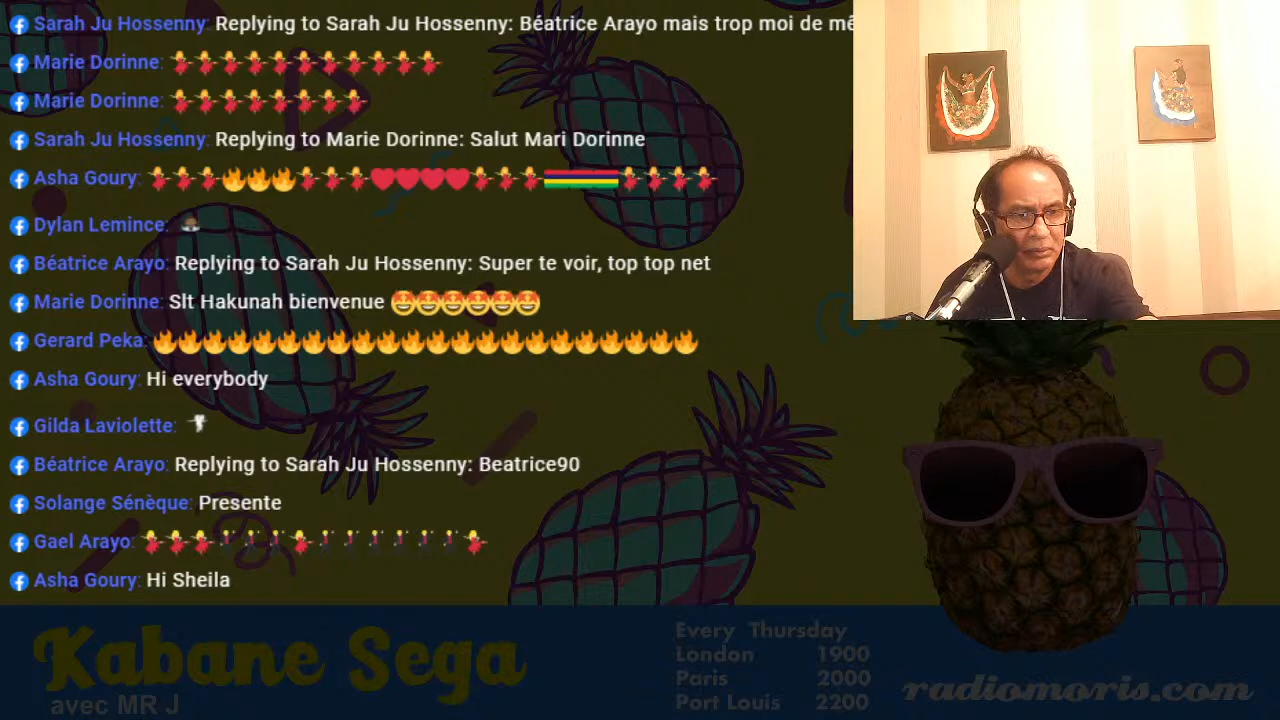 Sarah Ju Hossenny: Replying to Sarah Ju Hossenny: Béatrice Arayo mais trop moi de mê
Marie Dorinne: 💃💃💃💃💃💃💃💃💃💃💃
Marie Dorinne: 💃💃💃💃💃💃💃💃
Sarah Ju Hossenny: Replying to Marie Dorinne: Salut Mari Dorinne
Asha Goury: 💃💃💃🔥🔥🔥💃💃💃❤❤❤❤💃💃💃🇲🇺💃💃💃💃
Dylan Lemince:
Béatrice Arayo: Replying to Sarah Ju Hossenny: Super te voir, top top net
Marie Dorinne: Slt Hakunah bienvenue 🤩🤩🤩🤩🤩🤩
Gerard Peka: 🔥🔥🔥🔥🔥🔥🔥🔥🔥🔥🔥🔥🔥🔥🔥🔥🔥🔥🔥🔥🔥🔥
Asha Goury: Hi everybody
Gilda Laviolette:
Béatrice Arayo: Replying to Sarah Ju Hossenny: Beatrice90
Solange Sénèque: Presente
Gael Arayo: 💃💃💃🕺🕺🕺💃🕺🕺🕺🕺🕺🕺💃
Asha Goury: Hi Sheila
Kabane Sega
avec MR J
Every Thursday
London 1900
Paris 2000
Port Louis 2200
radiomoris.com